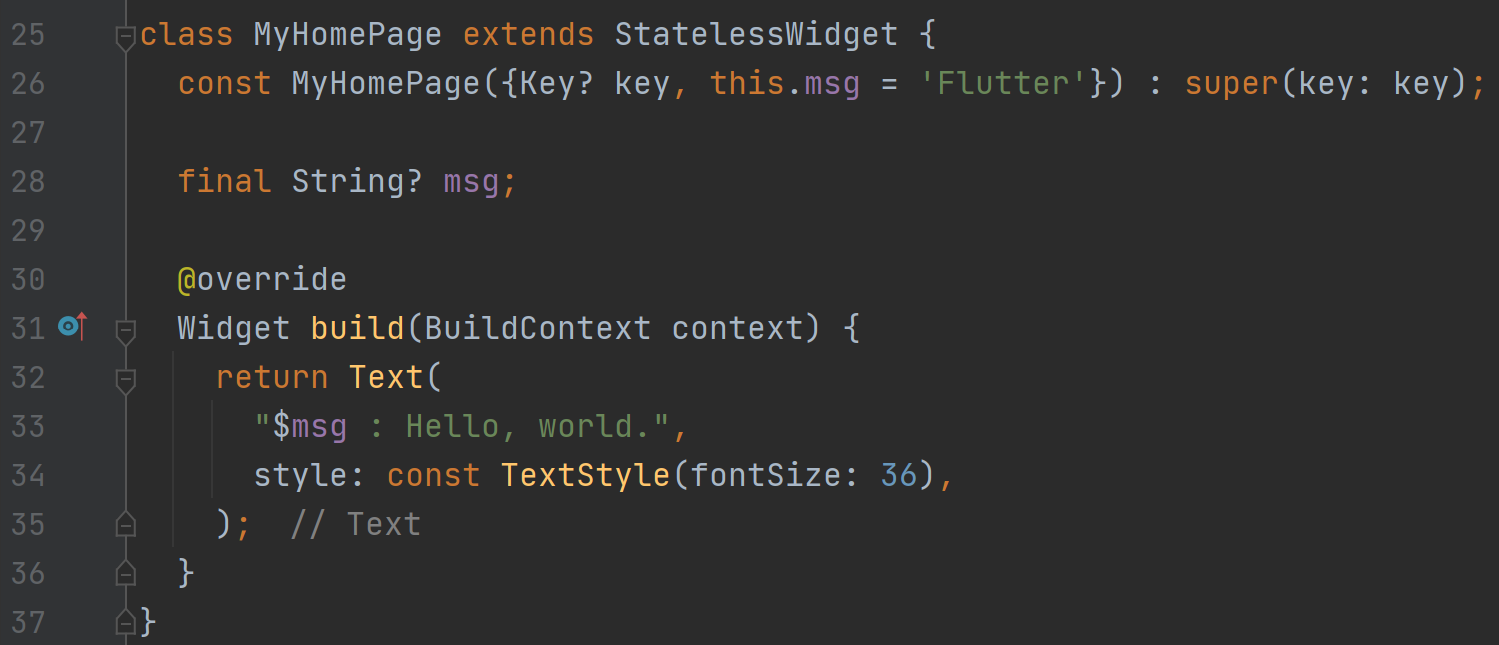 25 class MyHomePage extends StatelessWidget {
26   const MyHomePage({Key? key, this.msg = 'Flutter'}) : super(key: key);
27
28   final String? msg;
29
30   @override
31   Widget build(BuildContext context) {
32     return Text(
33       "$msg : Hello, world.",
34       style: const TextStyle(fontSize: 36),
35     );  // Text
36   }
37 }